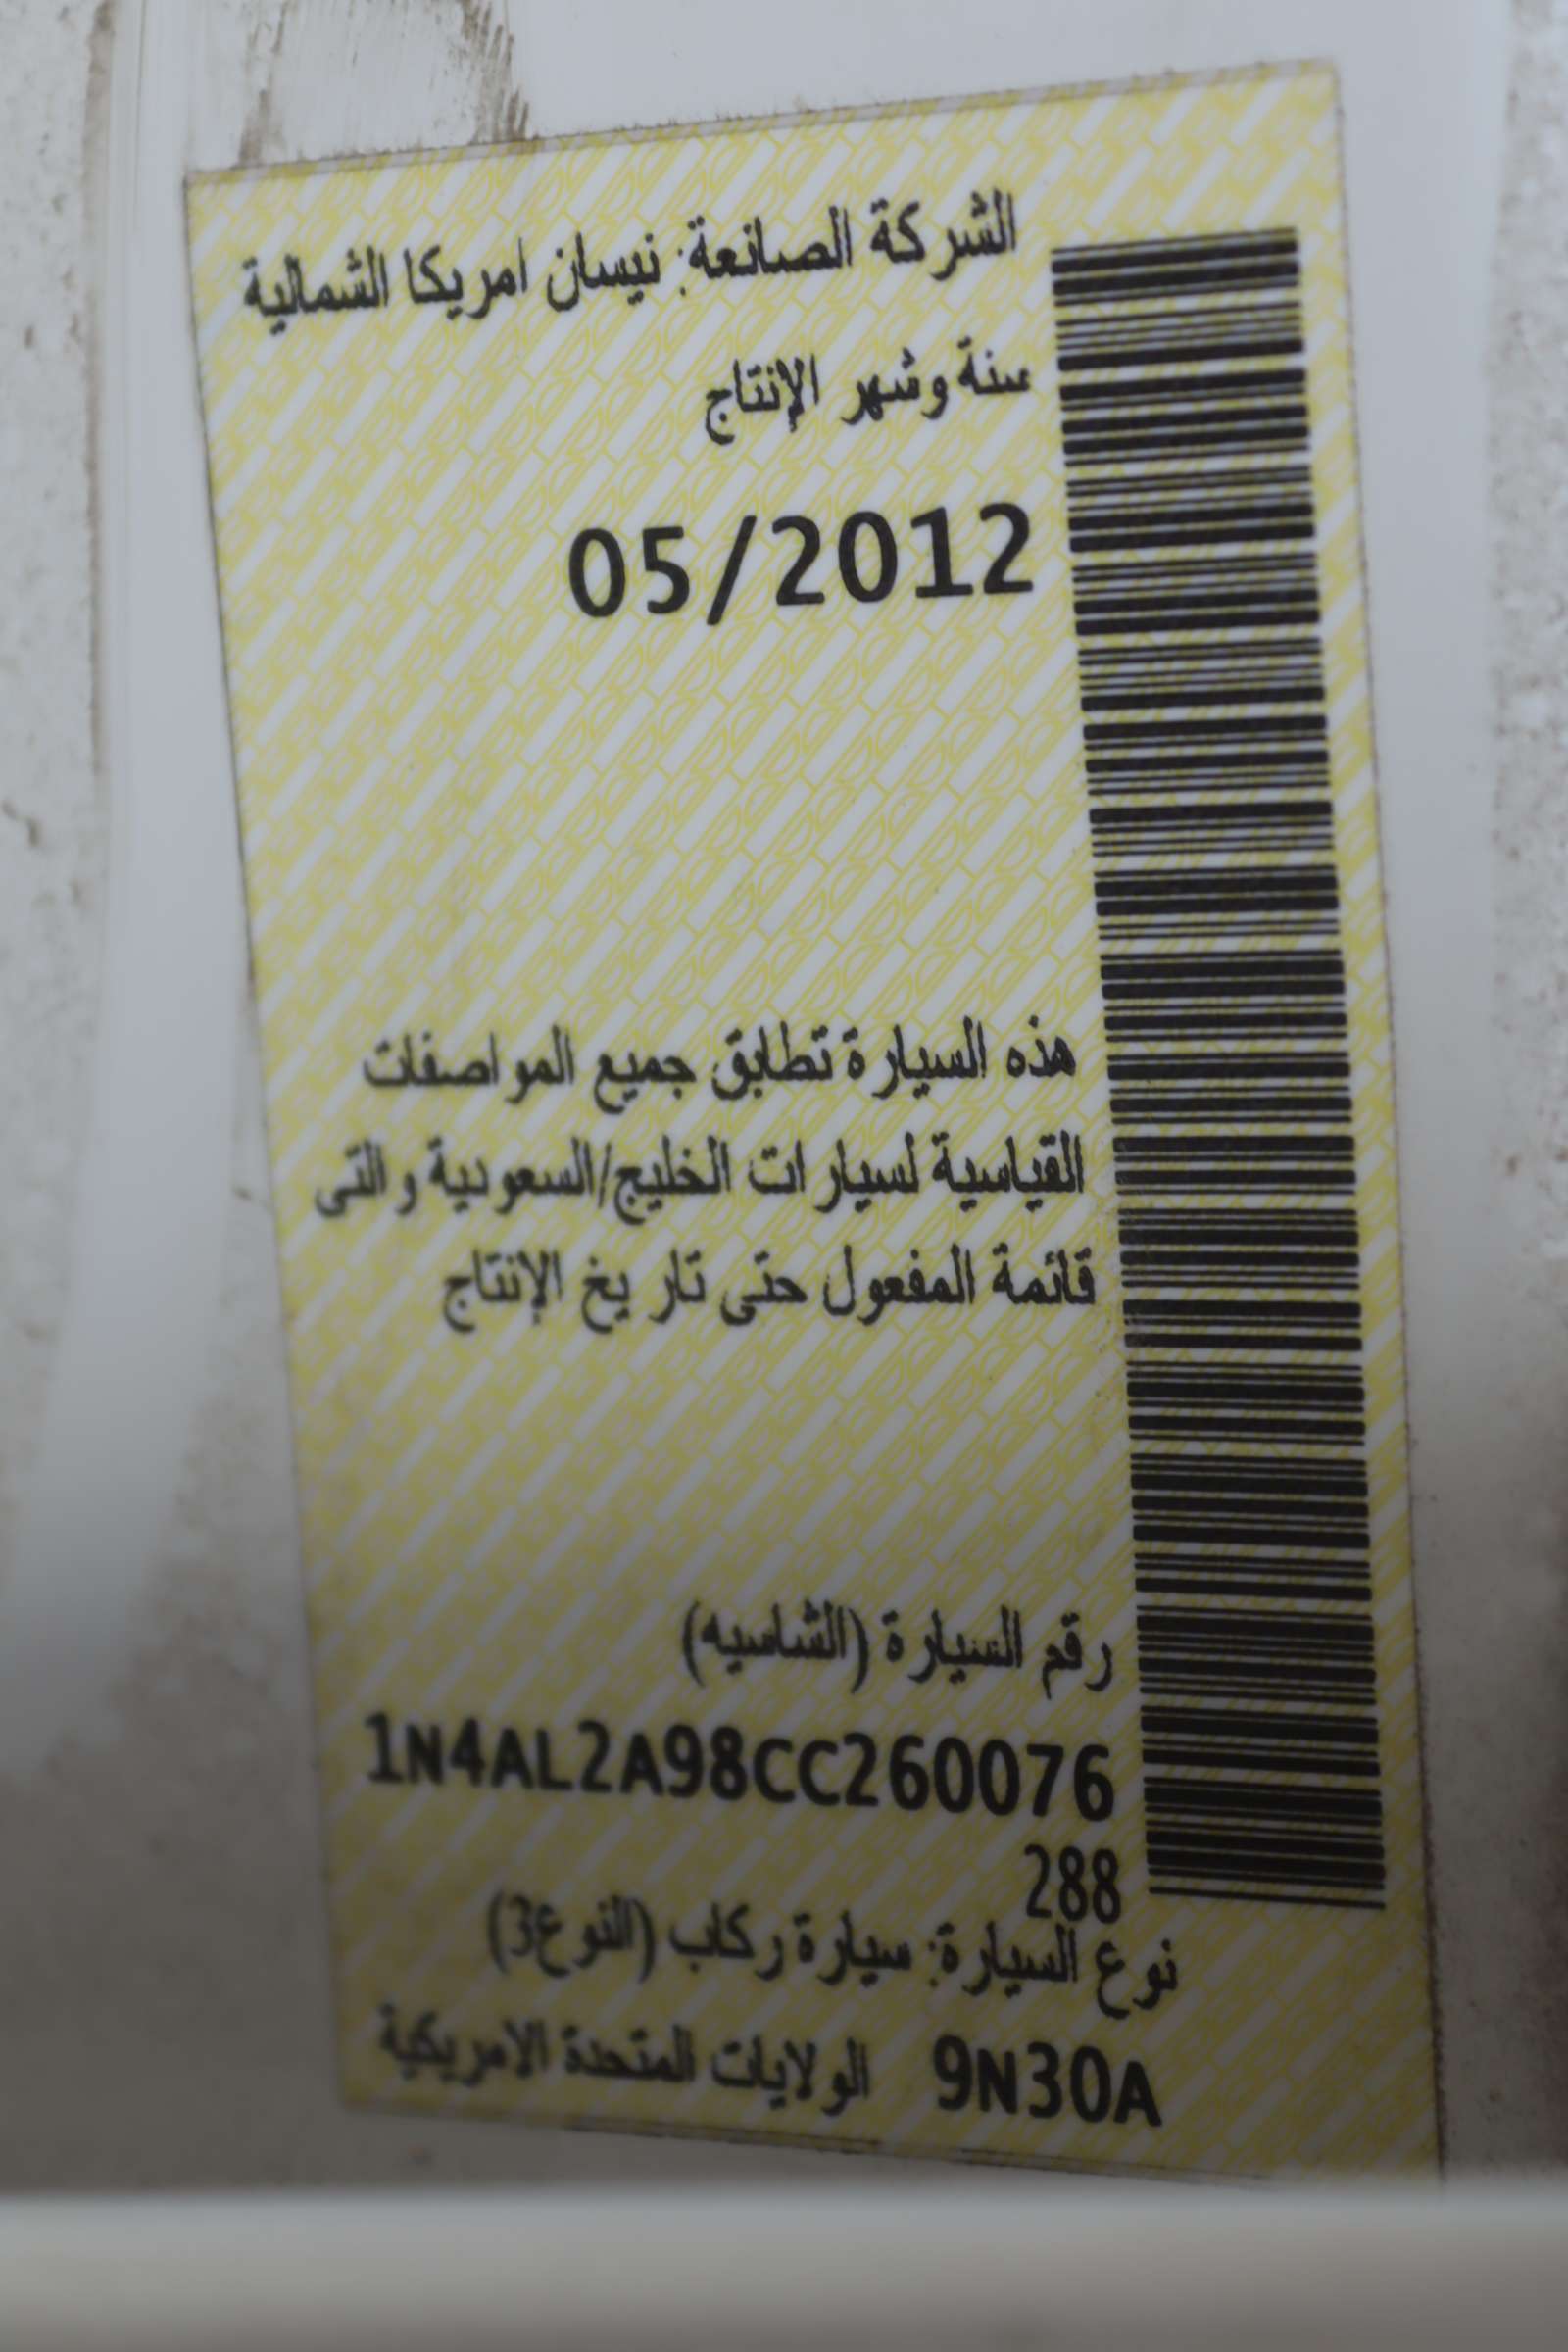 الشركة الصانعة: نيسان امريكا الشمالية
سنة وشهر الإنتاج
05/2012
هذه السيارة تطابق جميع المواصفات
القياسية لسيارات الخليج/السعودية والتى
قائمة المفعول حتى تاريخ الإنتاج
رقم السيارة (الشاسيه)
1N4AL2A98CC260076
288
نوع السيارة: سيارة ركاب (النوع3)
9N30A الولايات المتحدة الامريكية